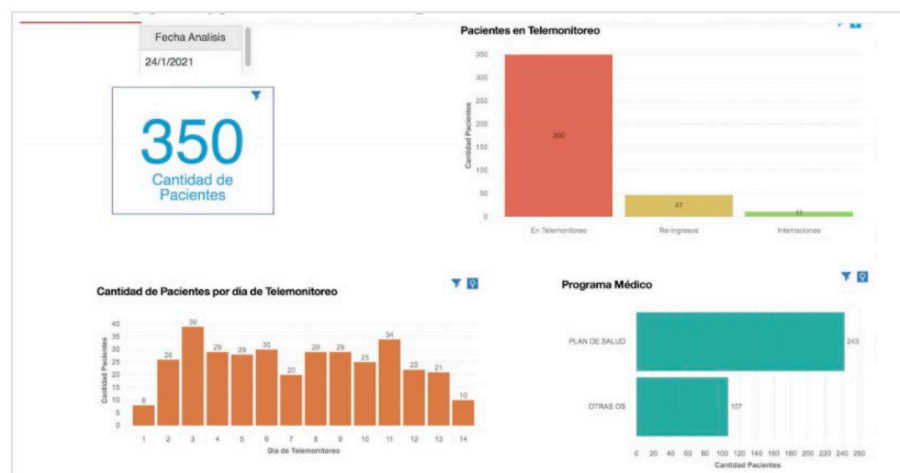 Fecha Analisis
24/1/2021
350
Cantidad de
Pacientes
Pacientes en Telemonitoreo
350
300
250
200
150
100
50
0
Cantidad Pacientes
350
47
11
En Telemonitoreo
Re-Ingresos
Internaciones
Cantidad de Pacientes por dia de Telemonitoreo
40
35
30
25
20
15
10
5
0
Cantidad Pacientes
8
26
39
29
28
30
20
29
29
25
34
22
21
10
1 2 3 4 5 6 7 8 9 10 11 12 13 14
Dia de Telemonitoreo
Programa Médico
PLAN DE SALUD
243
OTRAS OS
107
0 20 40 60 80 100 120 140 160 180 200 220 240 260
Cantidad Pacientes